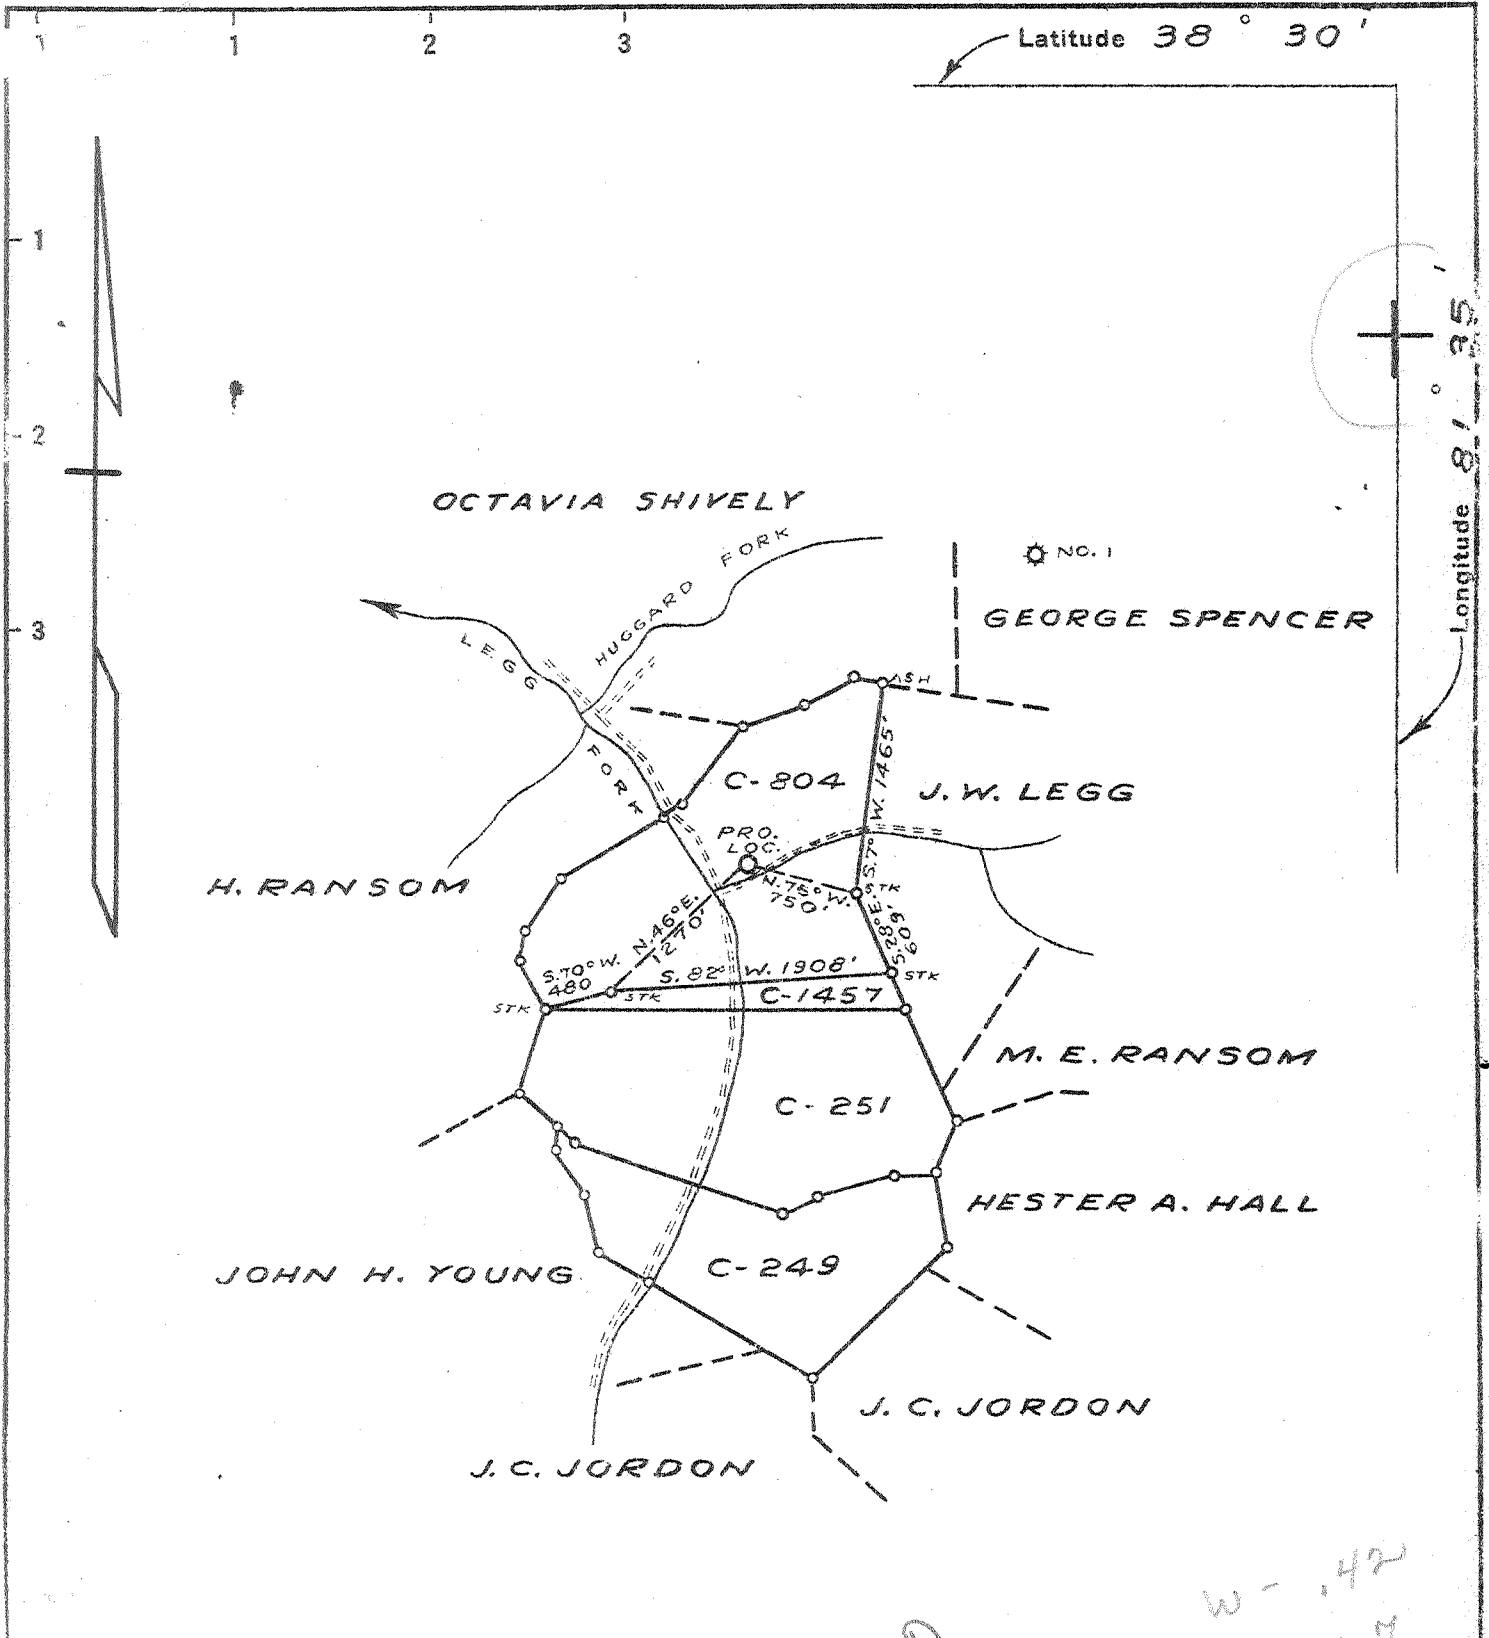 1 1 2 3
Latitude 38° 30'
1
2
3
Longitude 81° 35'
OCTAVIA SHIVELY
HUGGARD FORK
NO. 1
GEORGE SPENCER
LEGG FORK
ASH
C-804
S. 7° W. 1465'
J. W. LEGG
PRO.
LOC.
H. RANSOM
N. 75° W.
750'
STK
S. 28° E. 609'
N. 46° E.
1270'
S. 70° W.
480
S. 82° W. 1908'
STK
STK
STK
C-1457
M. E. RANSOM
C-251
HESTER A. HALL
JOHN H. YOUNG
C-249
J. C. JORDON
J. C. JORDON
W - .42